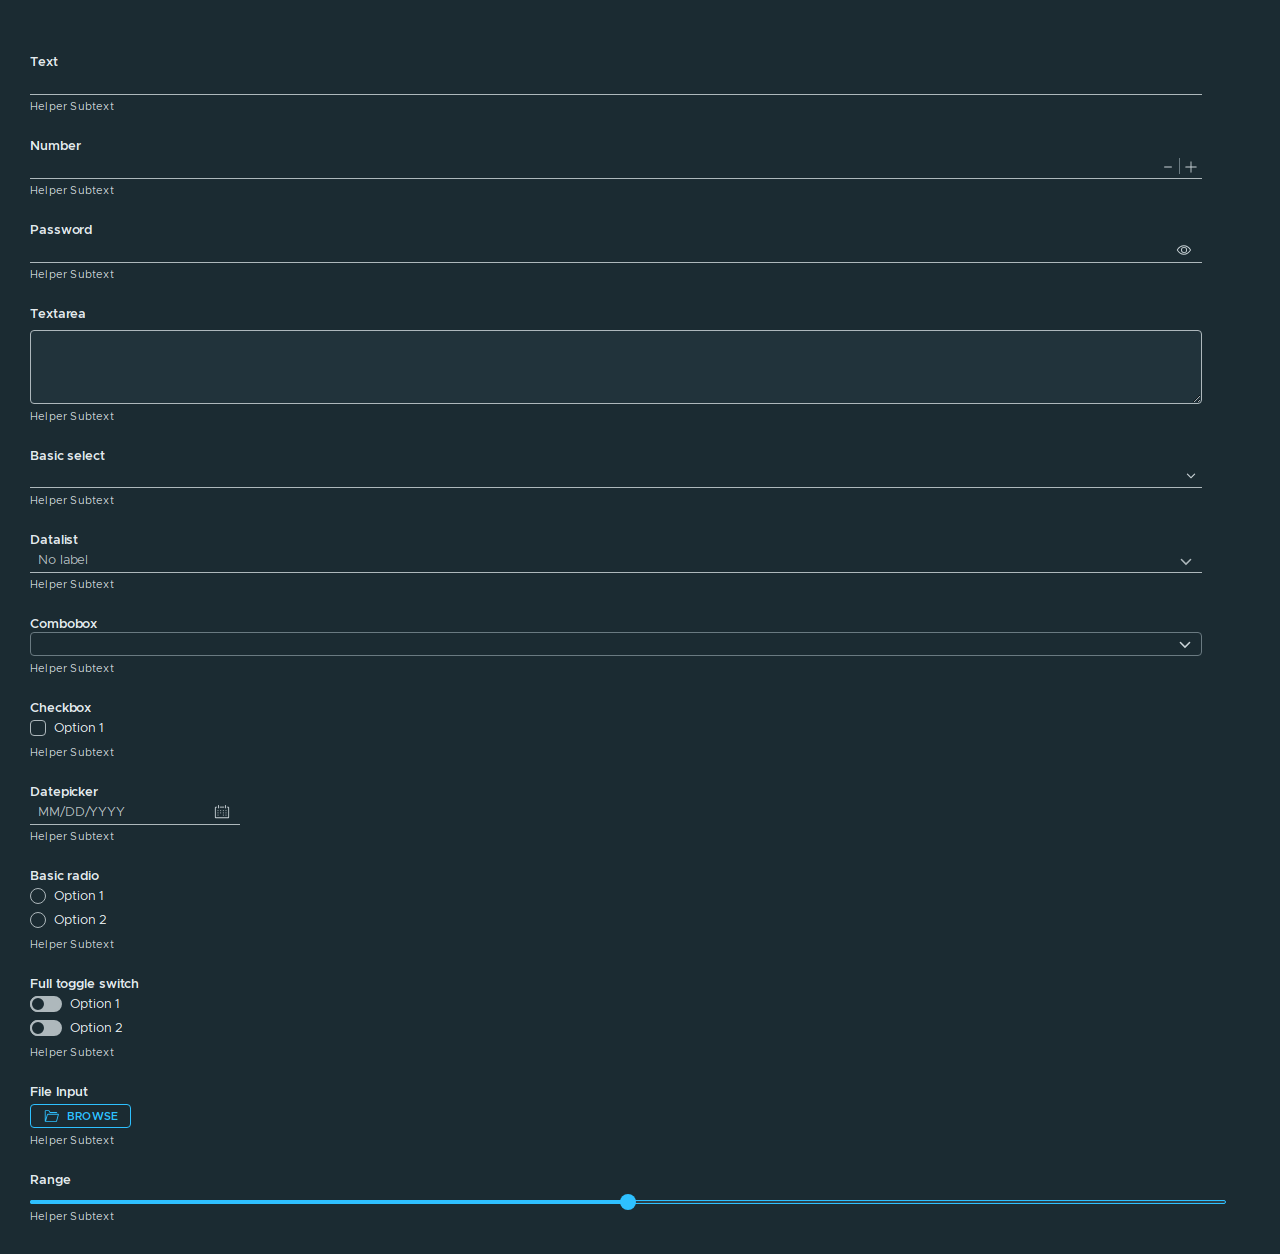 Text
Helper Subtext
Number
Helper Subtext
Password
Helper Subtext
Textarea
Helper Subtext
Basic select
Helper Subtext
Datalist
No label
Helper Subtext
Combobox
Helper Subtext
Checkbox
Option 1
Helper Subtext
Datepicker
MM/DD/YYYY
Helper Subtext
Basic radio
Option 1
Option 2
Helper Subtext
Full toggle switch
Option 1
Option 2
Helper Subtext
File Input
BROWSE
Helper Subtext
Range
Helper Subtext